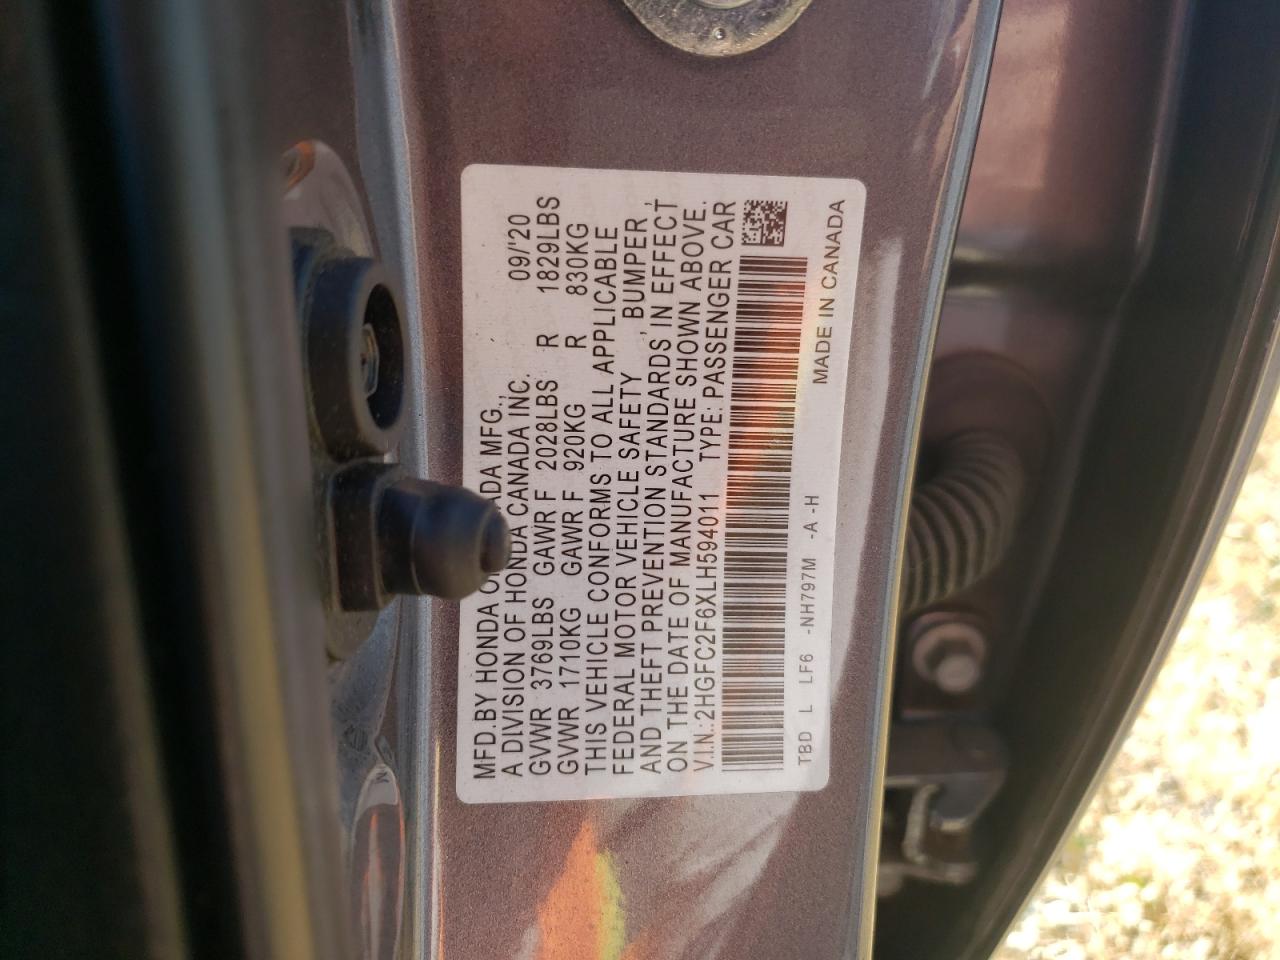 MFD.BY HONDA OF CANADA MFG., 09/'20
A DIVISION OF HONDA CANADA INC.
GVWR 3769LBS GAWR F 2028LBS R 1829LBS
GVWR 1710KG GAWR F 920KG R 830KG
THIS VEHICLE CONFORMS TO ALL APPLICABLE
FEDERAL MOTOR VEHICLE SAFETY , BUMPER ,
AND THEFT PREVENTION STANDARDS IN EFFECT
ON THE DATE OF MANUFACTURE SHOWN ABOVE.
V.I.N.:2HGFC2F6XLH594011 TYPE: PASSENGER CAR
TBD L LF6 -NH797M -A -H MADE IN CANADA